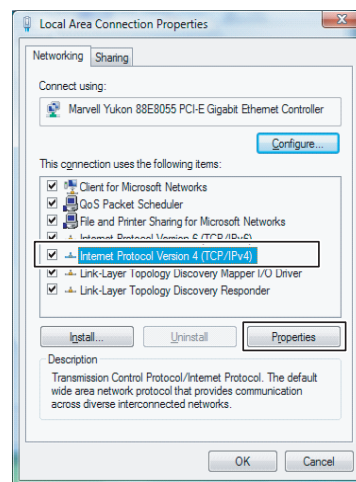 Local Area Connection Properties
Networking Sharing
Connect using:
Marvell Yukon 88E8055 PCI-E Gigabit Ethernet Controller
Configure...
This connection uses the following items:
Client for Microsoft Networks
QoS Packet Scheduler
File and Printer Sharing for Microsoft Networks
Internet Protocol Version 6 (TCP/IPv6)
Internet Protocol Version 4 (TCP/IPv4)
Link-Layer Topology Discovery Mapper I/O Driver
Link-Layer Topology Discovery Responder
Install... Uninstall Properties
Description
Transmission Control Protocol/Internet Protocol. The default
wide area network protocol that provides communication
across diverse interconnected networks.
OK Cancel